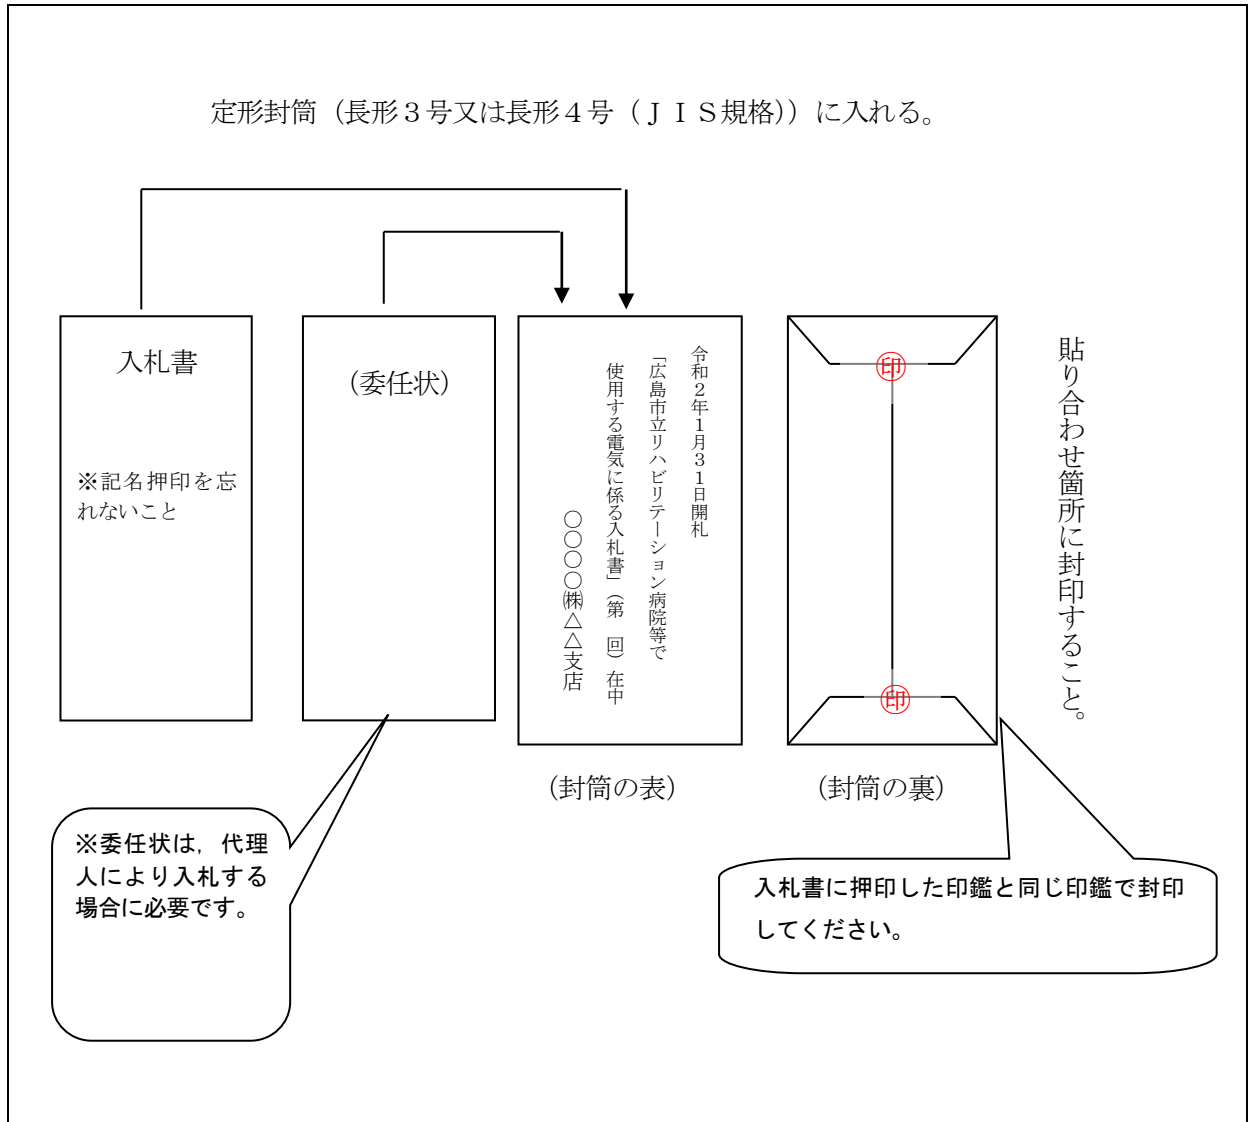 定形封筒（長形３号又は長形４号（ＪＩＳ規格））に入れる。
入札書
※記名押印を忘
れないこと
（委任状）
令和２年１月３１日開札
「広島市立リハビリテーション病院等で
使用する電気に係る入札書」（第　回）在中
〇〇〇〇㈱△△支店
印
印
貼り合わせ箇所に封印すること。
（封筒の表）
（封筒の裏）
※委任状は，代理
人により入札する
場合に必要です。
入札書に押印した印鑑と同じ印鑑で封印
してください。